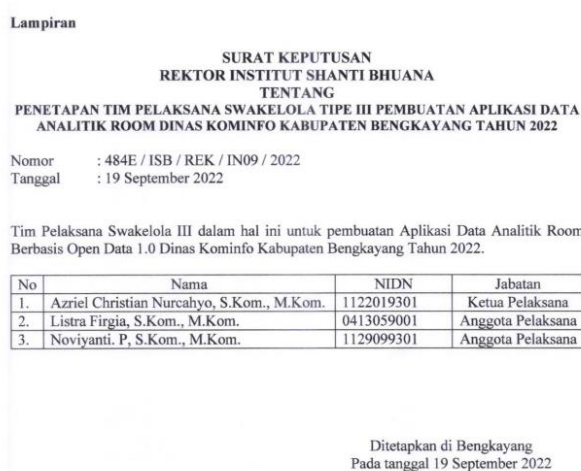 Lampiran
SURAT KEPUTUSAN
REKTOR INSTITUT SHANTI BHUANA
TENTANG
PENETAPAN TIM PELAKSANA SWAKELOLA TIPE III PEMBUATAN APLIKASI DATA
ANALITIK ROOM DINAS KOMINFO KABUPATEN BENGKAYANG TAHUN 2022
Nomor : 484E / ISB / REK / IN09 / 2022
Tanggal : 19 September 2022
Tim Pelaksana Swakelola III dalam hal ini untuk pembuatan Aplikasi Data Analitik Room
Berbasis Open Data 1.0 Dinas Kominfo Kabupaten Bengkayang Tahun 2022.
No Nama NIDN Jabatan
1. Azriel Christian Nurcahyo, S.Kom., M.Kom. 1122019301 Ketua Pelaksana
2. Listra Firgia, S.Kom., M.Kom. 0413059001 Anggota Pelaksana
3. Noviyanti. P, S.Kom., M.Kom. 1129099301 Anggota Pelaksana
Ditetapkan di Bengkayang
Pada tanggal 19 September 2022